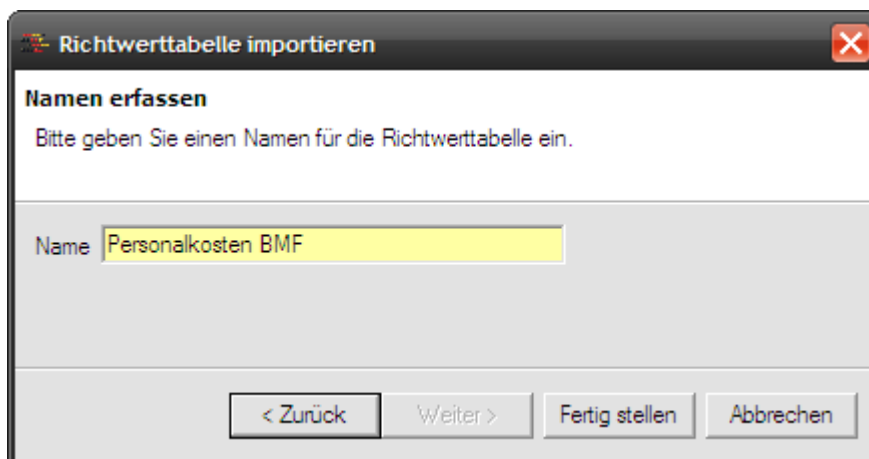 Richtwerttabelle importieren
Namen erfassen
Bitte geben Sie einen Namen für die Richtwerttabelle ein.
Name Personalkosten BMF
< Zurück Weiter > Fertig stellen Abbrechen